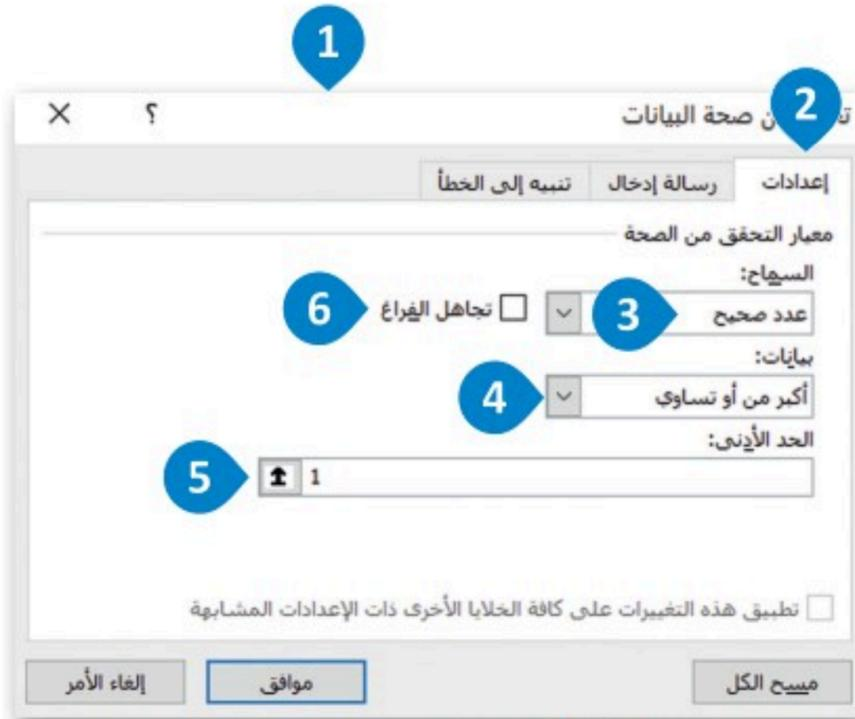 1
2
صحة البيانات
؟
إعدادات
رسالة إدخال
تنبيه إلى الخطأ
معيار التحقق من الصحة
السماح:
عدد صحيح
3
تجاهل الفراغ
6
بيانات:
أكبر من أو تساوي
4
الحد الأدنى:
1
5
تطبيق هذه التغييرات على كافة الخلايا الأخرى ذات الإعدادات المشابهة
مسح الكل
موافق
إلغاء الأمر